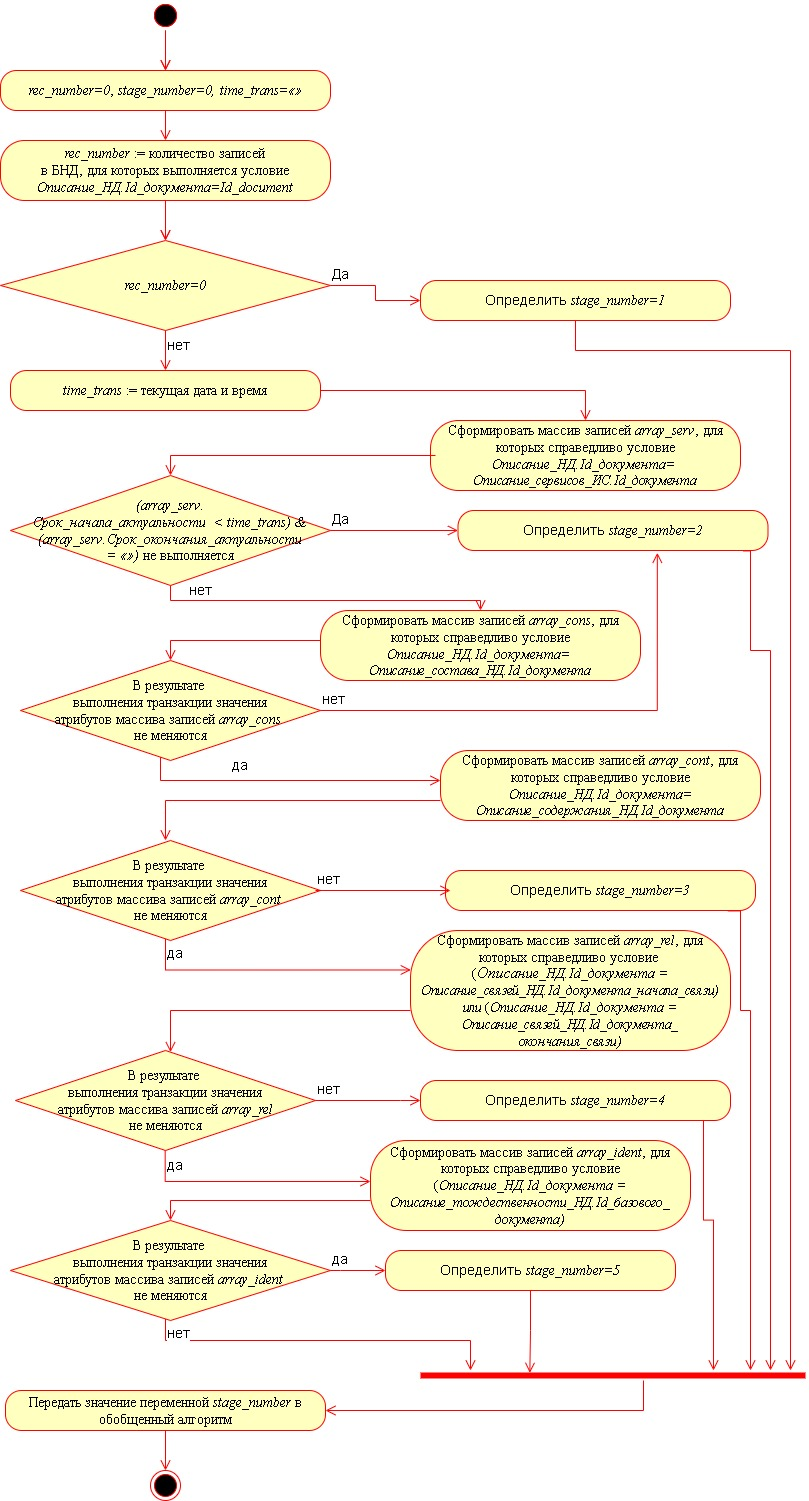 rec_number=0, stage_number=0, time_trans=«»
rec_number := количество записей
в БНД, для которых выполняется условие
Описание_НД.Id_документа=Id_document
rec_number=0
Да
Определить stage_number=1
нет
time_trans := текущая дата и время
Сформировать массив записей array_serv, для
которых справедливо условие
Описание_НД.Id_документа=
Описание_сервисов_ИС.Id_документа
(array_serv.
Срок_начала_актуальности < time_trans) &
(array_serv.Срок_окончания_актуальности
= «») не выполняется
Да
Определить stage_number=2
нет
Сформировать массив записей array_cons, для
которых справедливо условие
Описание_НД.Id_документа=
Описание_состава_НД.Id_документа
В результате
выполнения транзакции значения
атрибутов массива записей array_cons
не меняются
нет
да
Сформировать массив записей array_cont, для
которых справедливо условие
Описание_НД.Id_документа=
Описание_содержания_НД.Id_документа
В результате
выполнения транзакции значения
атрибутов массива записей array_cont
не меняются
нет
Определить stage_number=3
да
Сформировать массив записей array_rel, для
которых справедливо условие
(Описание_НД.Id_документа =
Описание_связей_НД.Id_документа_начала_связи)
или (Описание_НД.Id_документа =
Описание_связей_НД.Id_документа_
окончания_связи)
В результате
выполнения транзакции значения
атрибутов массива записей array_rel
не меняются
нет
Определить stage_number=4
да
Сформировать массив записей array_ident, для
которых справедливо условие
(Описание_НД.Id_документа =
Описание_тождественности_НД.Id_базового_
документа)
В результате
выполнения транзакции значения
атрибутов массива записей array_ident
не меняются
да
Определить stage_number=5
нет
Передать значение переменной stage_number в
обобщенный алгоритм